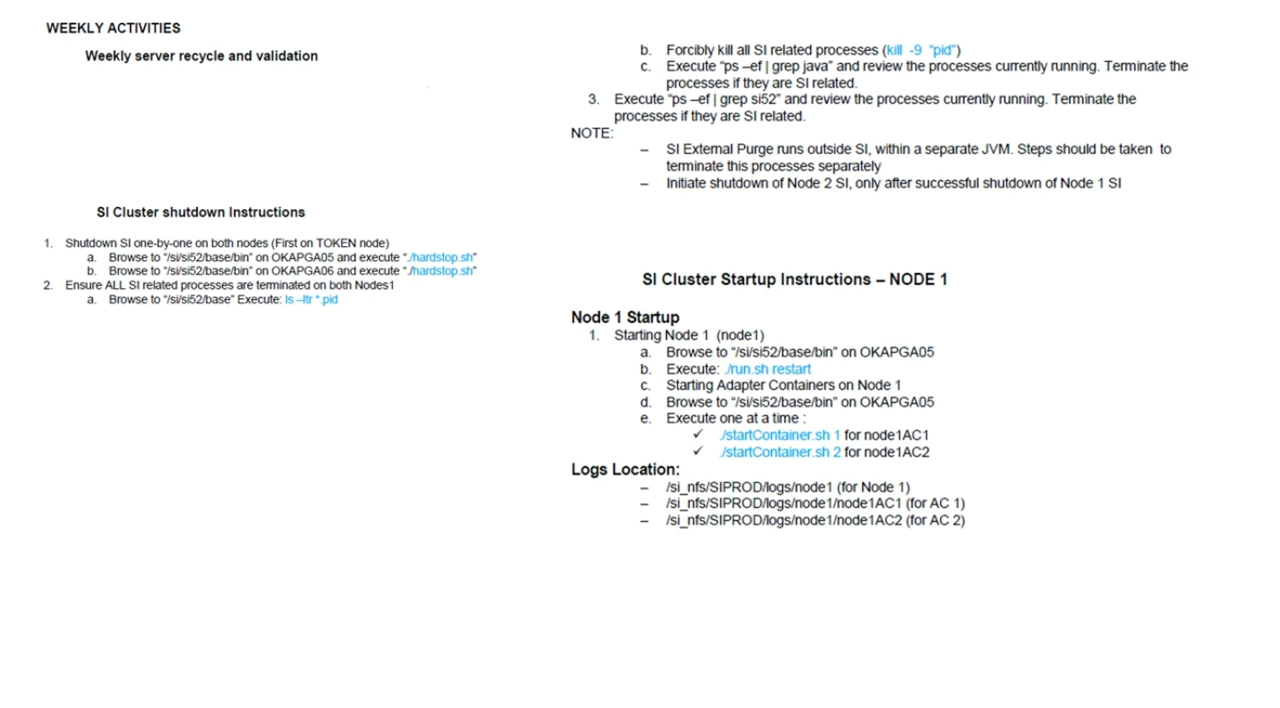 WEEKLY ACTIVITIES
Weekly server recycle and validation
SI Cluster shutdown Instructions
1. Shutdown SI one-by-one on both nodes (First on TOKEN node)
a. Browse to “/si/si52/base/bin” on OKAPGA05 and execute “./hardstop.sh”
b. Browse to “/si/si52/base/bin” on OKAPGA06 and execute “./hardstop.sh”
2. Ensure ALL SI related processes are terminated on both Nodes1
a. Browse to “/si/si52/base” Execute: ls –ltr *.pid
b. Forcibly kill all SI related processes (kill -9 “pid”)
c. Execute “ps –ef | grep java” and review the processes currently running. Terminate the
processes if they are SI related.
3. Execute “ps –ef | grep si52” and review the processes currently running. Terminate the
processes if they are SI related.
NOTE:
– SI External Purge runs outside SI, within a separate JVM. Steps should be taken to
terminate this processes separately
– Initiate shutdown of Node 2 SI, only after successful shutdown of Node 1 SI
SI Cluster Startup Instructions – NODE 1
Node 1 Startup
1. Starting Node 1 (node1)
a. Browse to “/si/si52/base/bin” on OKAPGA05
b. Execute: ./run.sh restart
c. Starting Adapter Containers on Node 1
d. Browse to “/si/si52/base/bin” on OKAPGA05
e. Execute one at a time :
✓ ./startContainer.sh 1 for node1AC1
✓ ./startContainer.sh 2 for node1AC2
Logs Location:
– /si_nfs/SIPROD/logs/node1 (for Node 1)
– /si_nfs/SIPROD/logs/node1/node1AC1 (for AC 1)
– /si_nfs/SIPROD/logs/node1/node1AC2 (for AC 2)